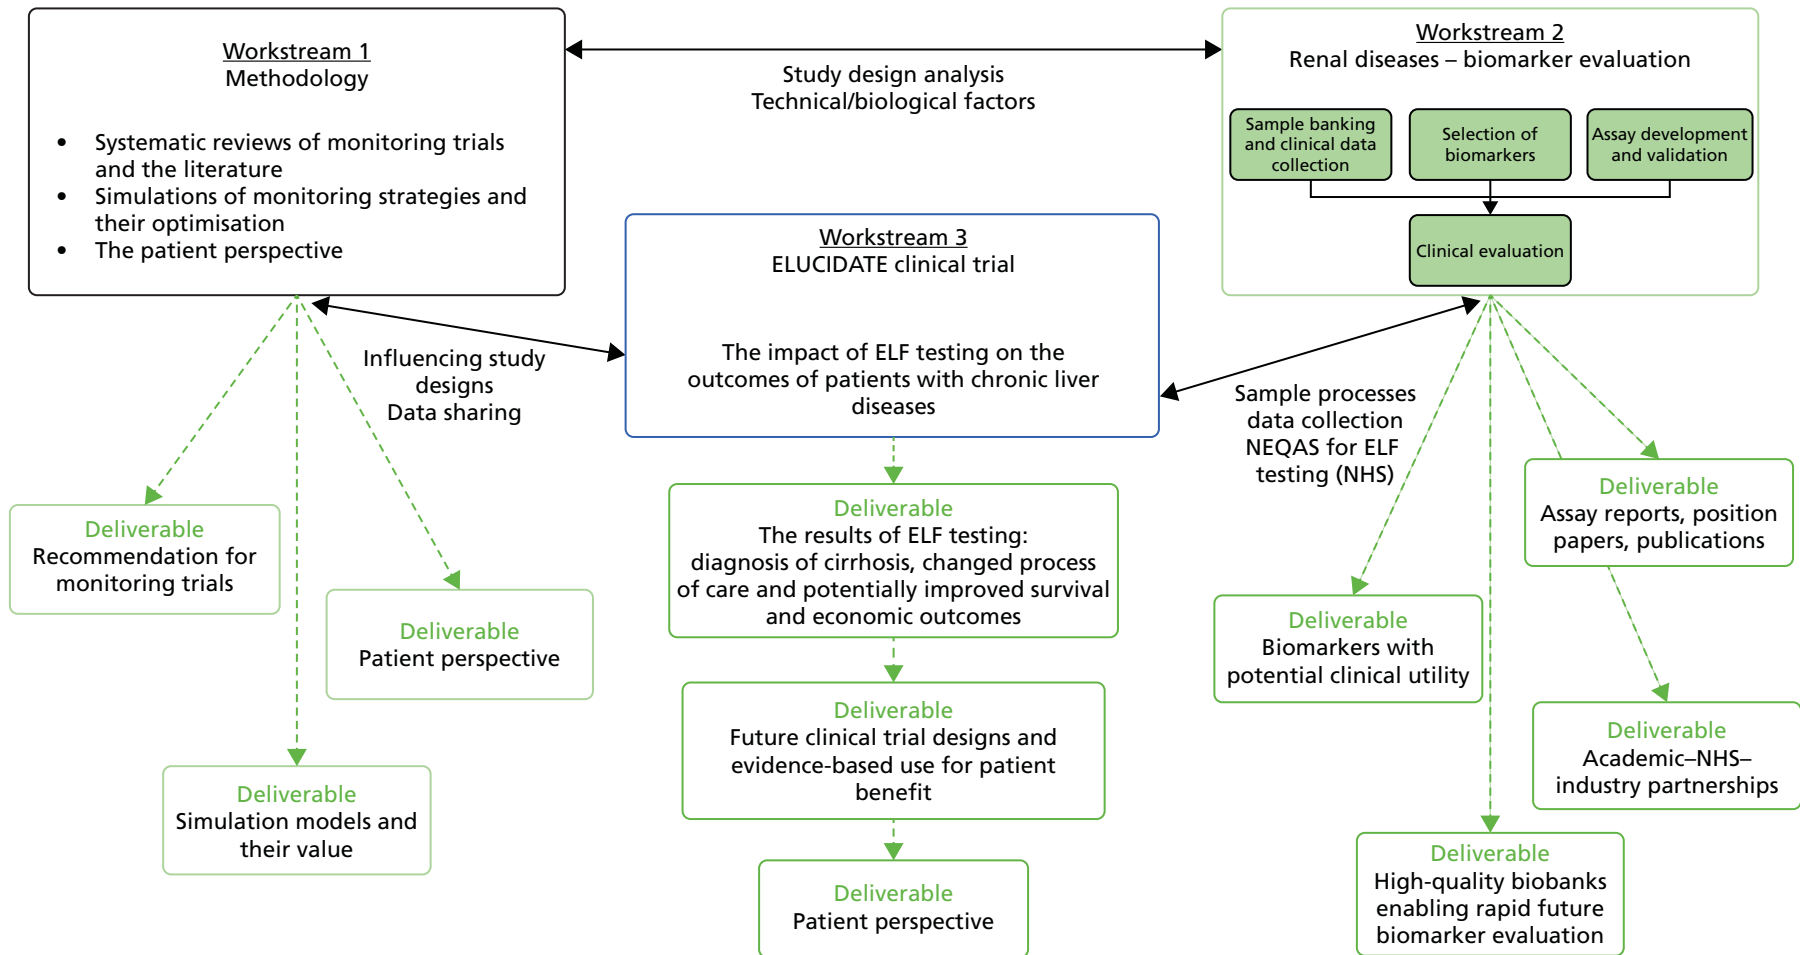 Workstream 1
Methodology
• Systematic reviews of monitoring trials
and the literature
• Simulations of monitoring strategies and
their optimisation
• The patient perspective
Study design analysis
Technical/biological factors
Workstream 2
Renal diseases – biomarker evaluation
Sample banking
and clinical data
collection
Selection of
biomarkers
Assay development
and validation
Clinical evaluation
Workstream 3
ELUCIDATE clinical trial
The impact of ELF testing on the
outcomes of patients with chronic liver
diseases
Influencing study
designs
Data sharing
Sample processes
data collection
NEQAS for ELF
testing (NHS)
Deliverable
Recommendation for
monitoring trials
Deliverable
Patient perspective
Deliverable
Simulation models and
their value
Deliverable
The results of ELF testing:
diagnosis of cirrhosis, changed process
of care and potentially improved survival
and economic outcomes
Deliverable
Future clinical trial designs and
evidence-based use for patient
benefit
Deliverable
Patient perspective
Deliverable
Assay reports, position
papers, publications
Deliverable
Biomarkers with
potential clinical utility
Deliverable
Academic–NHS–
industry partnerships
Deliverable
High-quality biobanks
enabling rapid future
biomarker evaluation